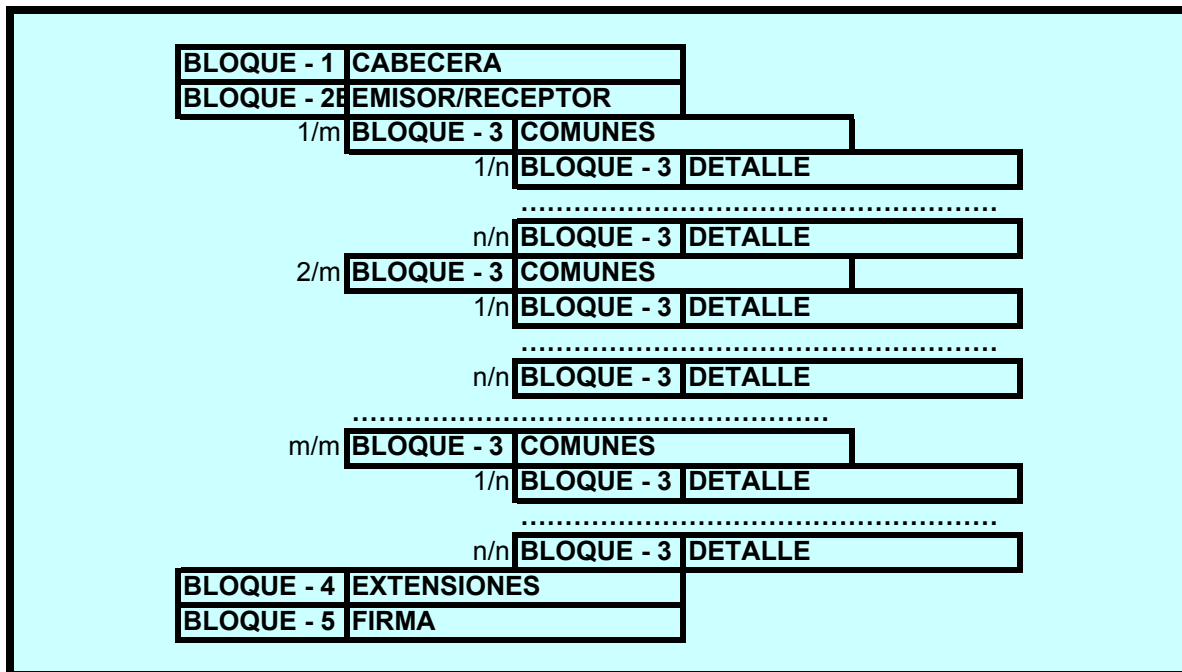 BLOQUE - 1 CABECERA
BLOQUE - 2E EMISOR/RECEPTOR
1/m BLOQUE - 3 COMUNES
1/n BLOQUE - 3 DETALLE
......................................................
n/n BLOQUE - 3 DETALLE
2/m BLOQUE - 3 COMUNES
1/n BLOQUE - 3 DETALLE
......................................................
n/n BLOQUE - 3 DETALLE
......................................................
m/m BLOQUE - 3 COMUNES
1/n BLOQUE - 3 DETALLE
......................................................
n/n BLOQUE - 3 DETALLE
BLOQUE - 4 EXTENSIONES
BLOQUE - 5 FIRMA